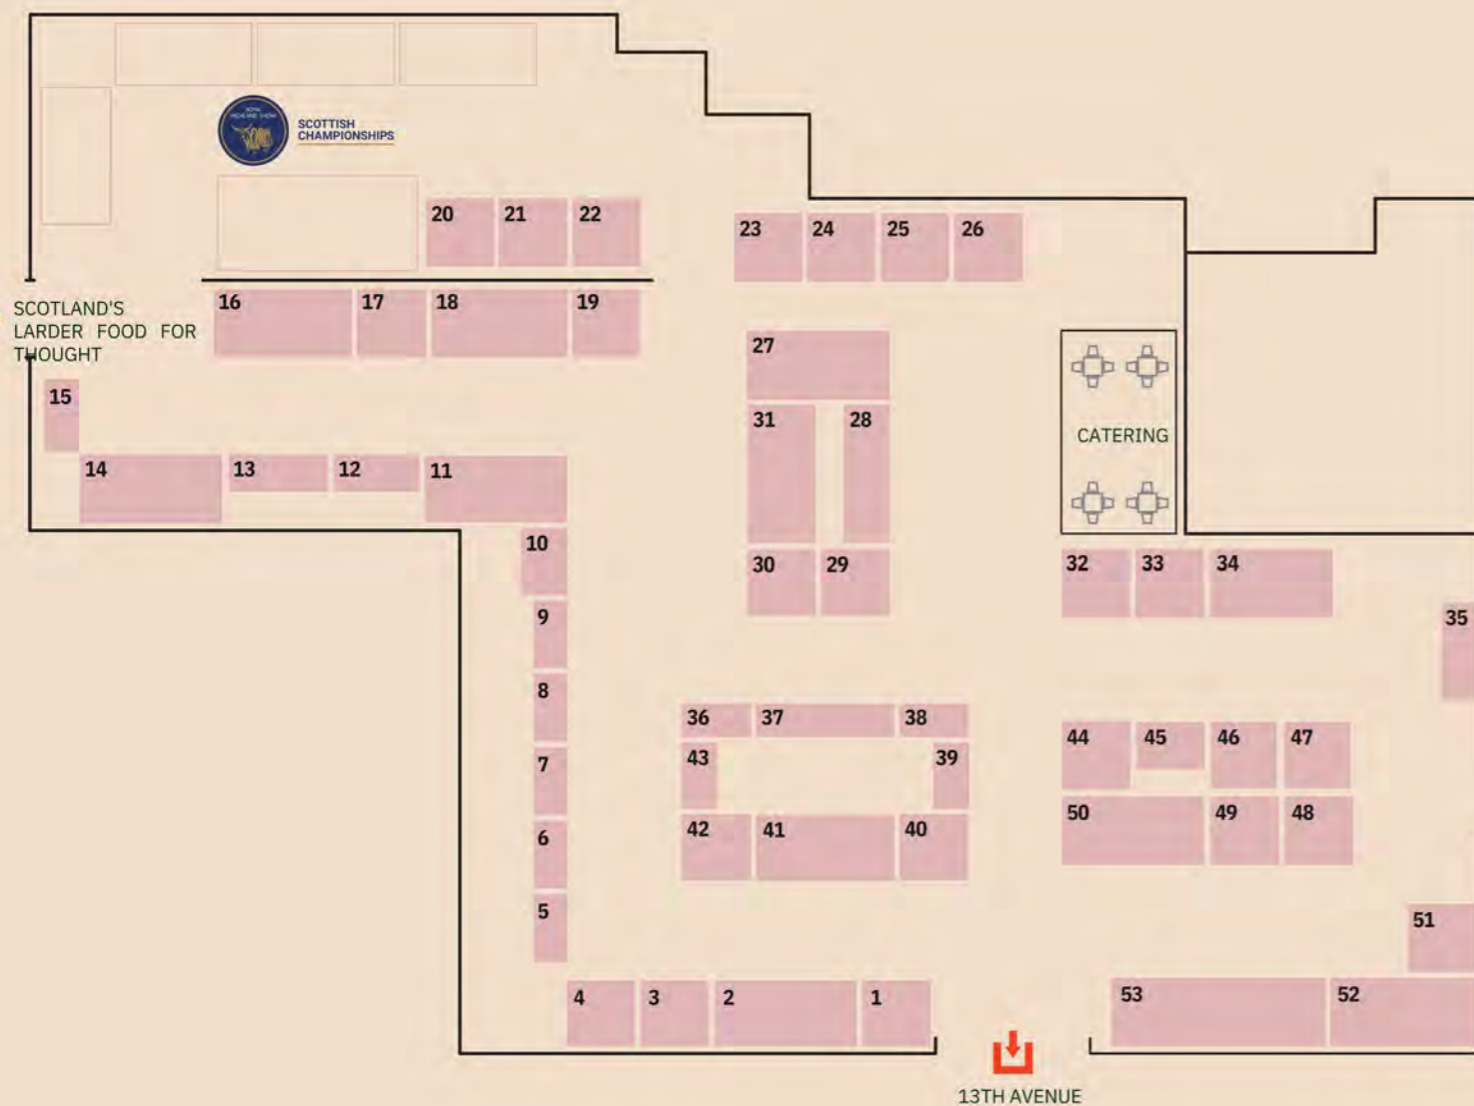 ROYAL
HIGHLAND SHOW
SCOTTISH
CHAMPIONSHIPS
20 21 22
23 24 25 26
16 17 18 19
SCOTLAND'S
LARDER FOOD FOR
THOUGHT
27
15
31 28
CATERING
14 13 12 11
10
30 29
32 33 34
9
35
8
36 37 38
44 45 46 47
43 39
7
50 49 48
42 41 40
6
5
51
4 3 2 1
53 52
13TH AVENUE